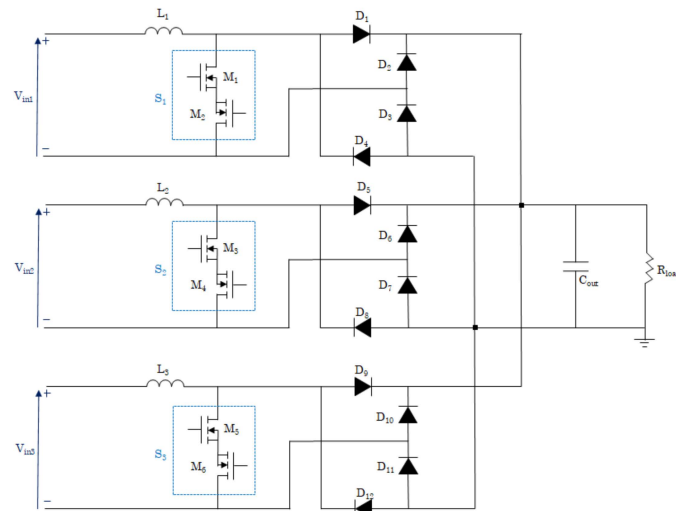 L1
D1
+
D2
M1
Vin1
S1
M2
D3
−
D4
L2
D5
+
D6
M3
Vin2
S2
M4
D7
Cout
Rloa
−
D8
L3
D9
+
D10
M5
Vin3
S3
M6
D11
−
D12